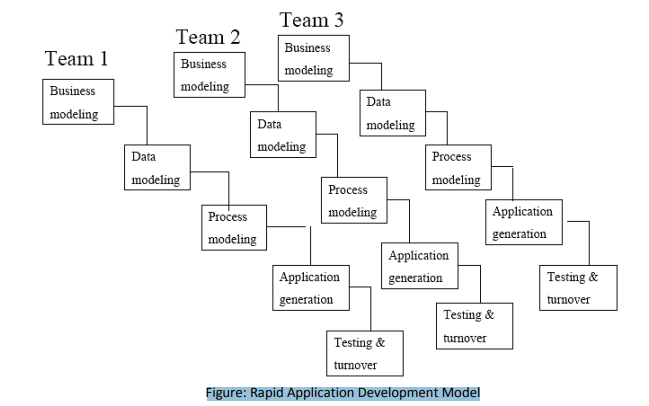 Team 1
Business
modeling
Data
modeling
Process
modeling
Application
generation
Testing &
turnover
Team 2
Business
modeling
Data
modeling
Process
modeling
Application
generation
Testing &
turnover
Team 3
Business
modeling
Data
modeling
Process
modeling
Application
generation
Testing &
turnover
Figure: Rapid Application Development Model